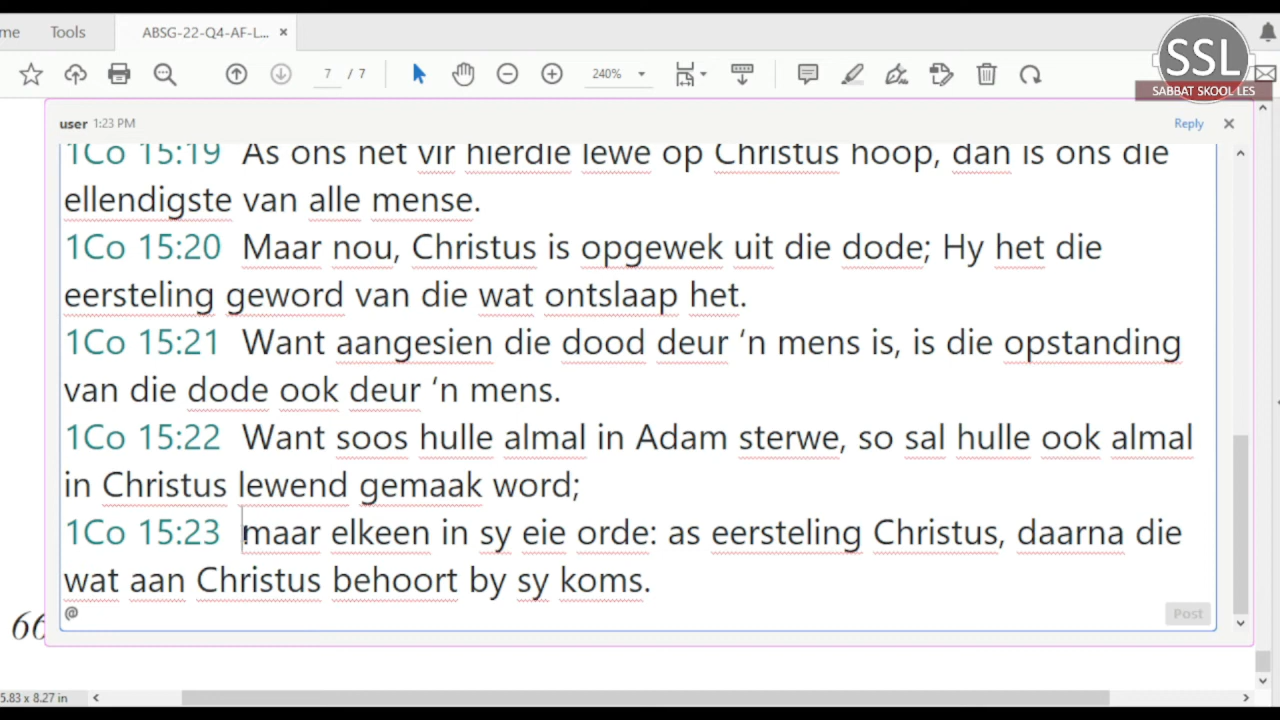 me Tools ABSG-22-Q4-AF-L... ×
7 / 7 240%
SSL
SABBAT SKOOL LES
user 1:23 PM Reply
1Co 15:19 As ons net vir hierdie lewe op Christus hoop, dan is ons die
ellendigste van alle mense.
1Co 15:20 Maar nou, Christus is opgewek uit die dode; Hy het die
eersteling geword van die wat ontslaap het.
1Co 15:21 Want aangesien die dood deur ‘n mens is, is die opstanding
van die dode ook deur ‘n mens.
1Co 15:22 Want soos hulle almal in Adam sterwe, so sal hulle ook almal
in Christus lewend gemaak word;
1Co 15:23 maar elkeen in sy eie orde: as eersteling Christus, daarna die
wat aan Christus behoort by sy koms.
@
Post
66
5.83 x 8.27 in